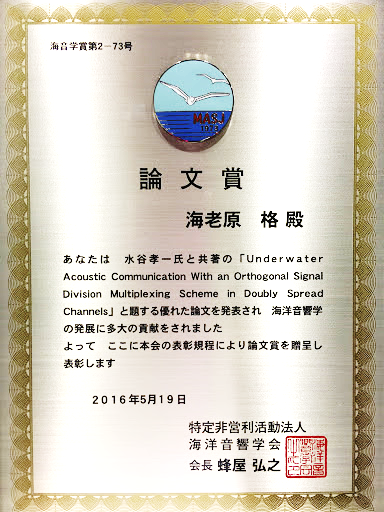 海音学賞第2-73号
MASJ
論文賞
海老原 格 殿
あなたは 水谷孝一氏と共著の「Underwater
Acoustic Communication With an Orthogonal Signal
Division Multiplexing Scheme in Doubly Spread
Channels」と題する優れた論文を発表され 海洋音響学
の発展に多大の貢献をされました
よって ここに本会の表彰規程により論文賞を贈呈し
表彰します
2016年5月19日
特定非営利活動法人
海洋音響学会
会長 蜂屋 弘之